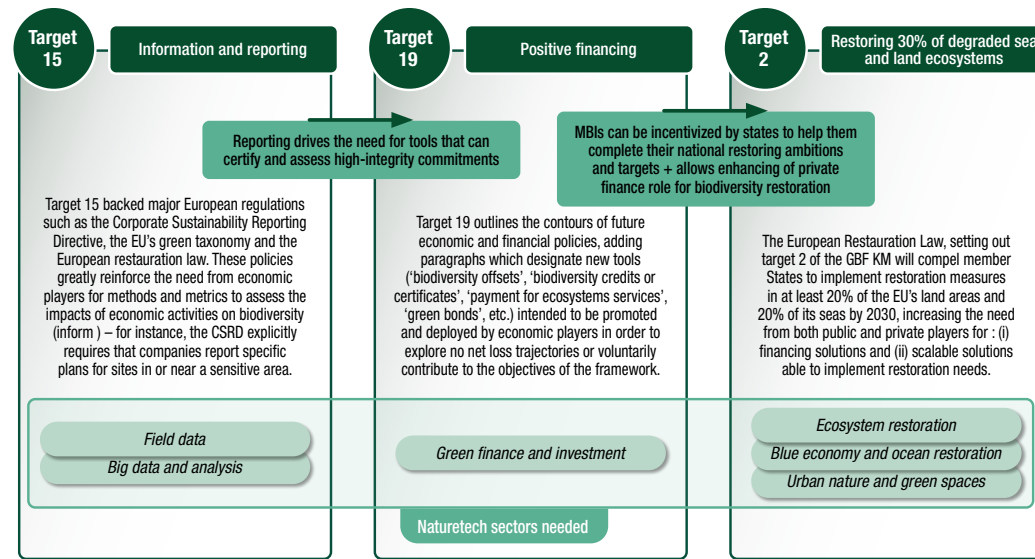 Target
15
Information and reporting
Target
19
Positive financing
Target
2
Restoring 30% of degraded sea
and land ecosystems
Reporting drives the need for tools that can
certify and assess high-integrity commitments
MBIs can be incentivized by states to help them
complete their national restoring ambitions
and targets + allows enhancing of private
finance role for biodiversity restoration
Target 15 backed major European regulations
such as the Corporate Sustainability Reporting
Directive, the EU's green taxonomy and the
European restauration law. These policies
greatly reinforce the need from economic
players for methods and metrics to assess the
impacts of economic activities on biodiversity
(inform ) – for instance, the CSRD explicitly
requires that companies report specific
plans for sites in or near a sensitive area.
Target 19 outlines the contours of future
economic and financial policies, adding
paragraphs which designate new tools
('biodiversity offsets', 'biodiversity credits or
certificates', 'payment for ecosystems services',
'green bonds', etc.) intended to be promoted
and deployed by economic players in order to
explore no net loss trajectories or voluntarily
contribute to the objectives of the framework.
The European Restauration Law, setting out
target 2 of the GBF KM will compel member
States to implement restoration measures
in at least 20% of the EU's land areas and
20% of its seas by 2030, increasing the need
from both public and private players for : (i)
financing solutions and (ii) scalable solutions
able to implement restoration needs.
Field data
Big data and analysis
Green finance and investment
Ecosystem restoration
Blue economy and ocean restoration
Urban nature and green spaces
Naturetech sectors needed